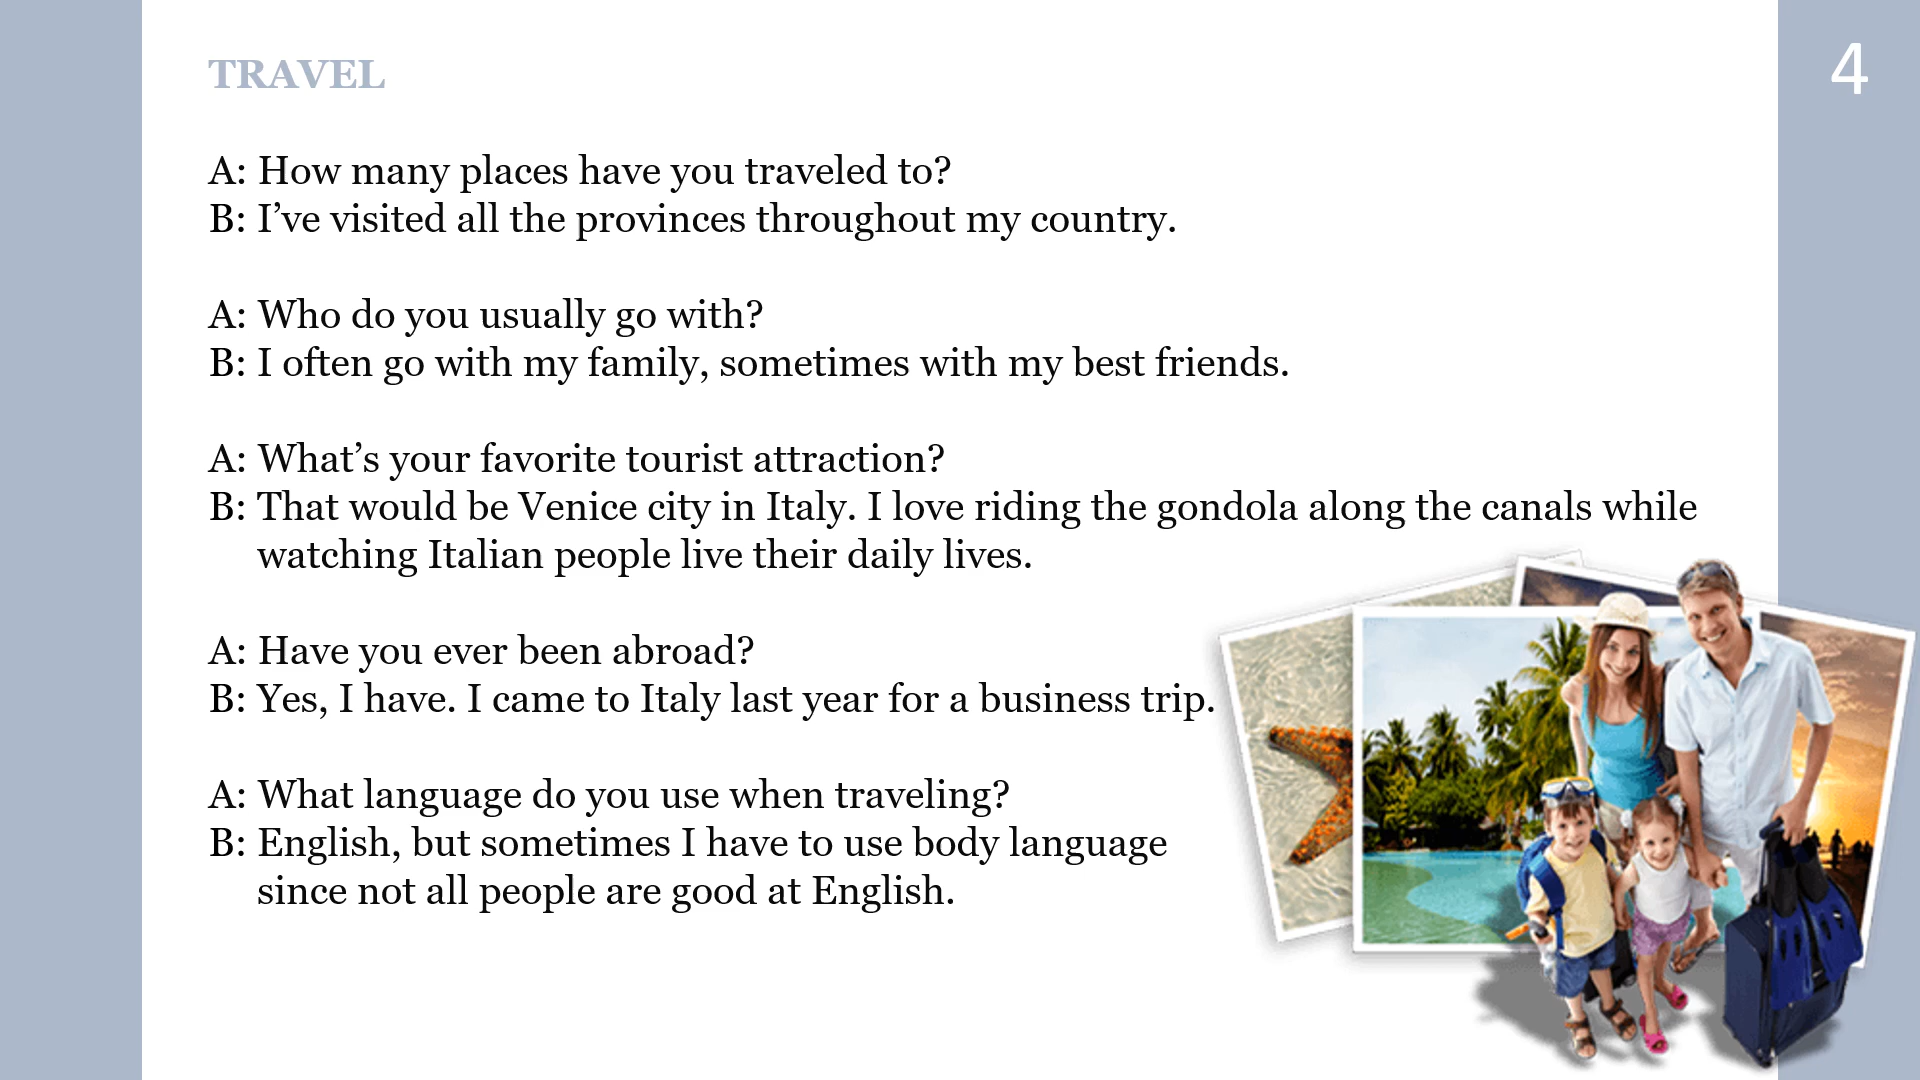 TRAVEL
4
A: How many places have you traveled to?
B: I’ve visited all the provinces throughout my country.
A: Who do you usually go with?
B: I often go with my family, sometimes with my best friends.
A: What’s your favorite tourist attraction?
B: That would be Venice city in Italy. I love riding the gondola along the canals while
watching Italian people live their daily lives.
A: Have you ever been abroad?
B: Yes, I have. I came to Italy last year for a business trip.
A: What language do you use when traveling?
B: English, but sometimes I have to use body language
since not all people are good at English.